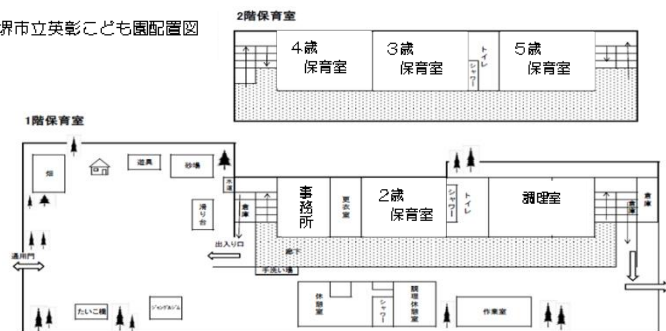 堺市立英彰こども園配置図
2階保育室
4歳
保育室
3歳
保育室
トイレ
シャワー
5歳
保育室
1階保育室
畑
遊具
砂場
水道
滑り台
倉庫
事務所
更衣室
2歳
保育室
シャワー
トイレ
調理室
倉庫
倉庫
通用門
出入り口
廊下
手洗い場
たいこ橋
ジャングルジム
休憩室
シャワー
調理休憩室
作業室